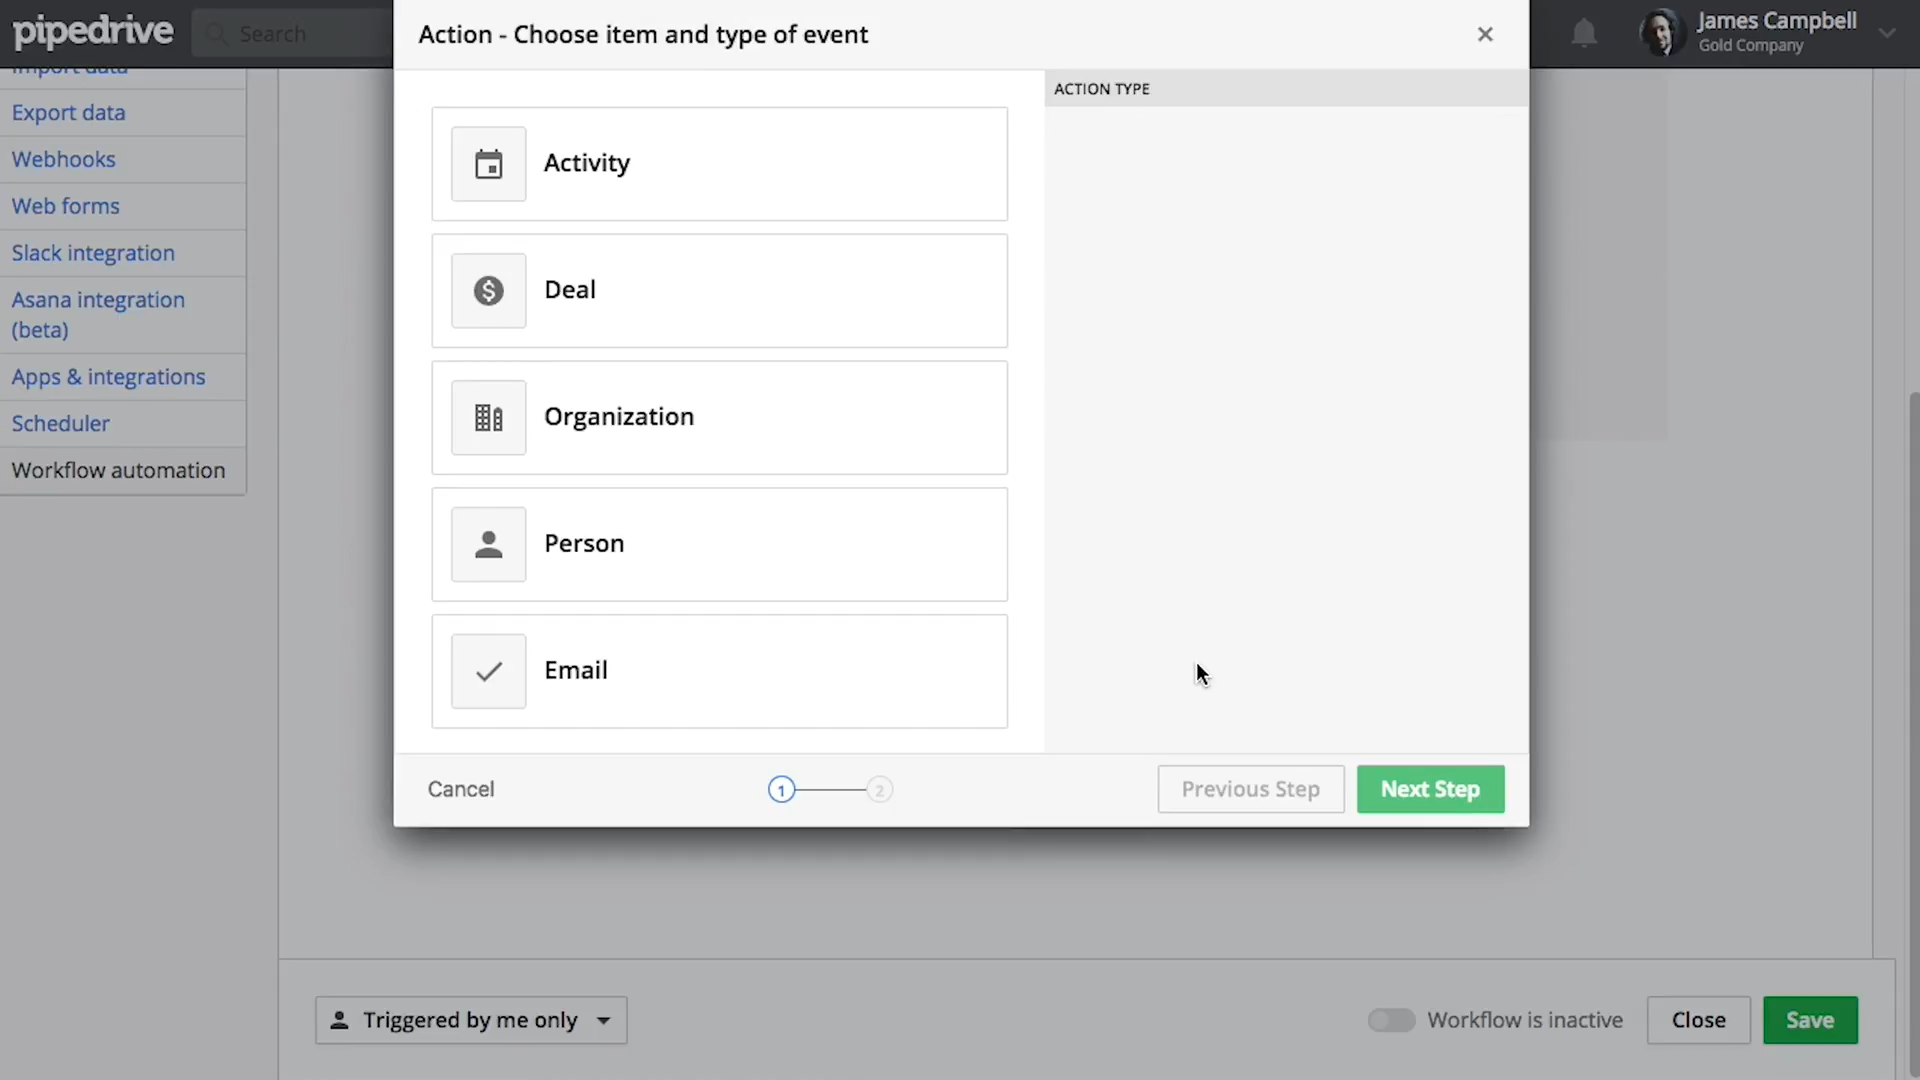 pipedrive
Search
Action - Choose item and type of event
James Campbell
Gold Company
Import data
Export data
Webhooks
Web forms
Slack integration
Asana integration
(beta)
Apps & integrations
Scheduler
Workflow automation
ACTION TYPE
Activity
Deal
Organization
Person
Email
Cancel
1
2
Previous Step
Next Step
Triggered by me only
Workflow is inactive
Close
Save